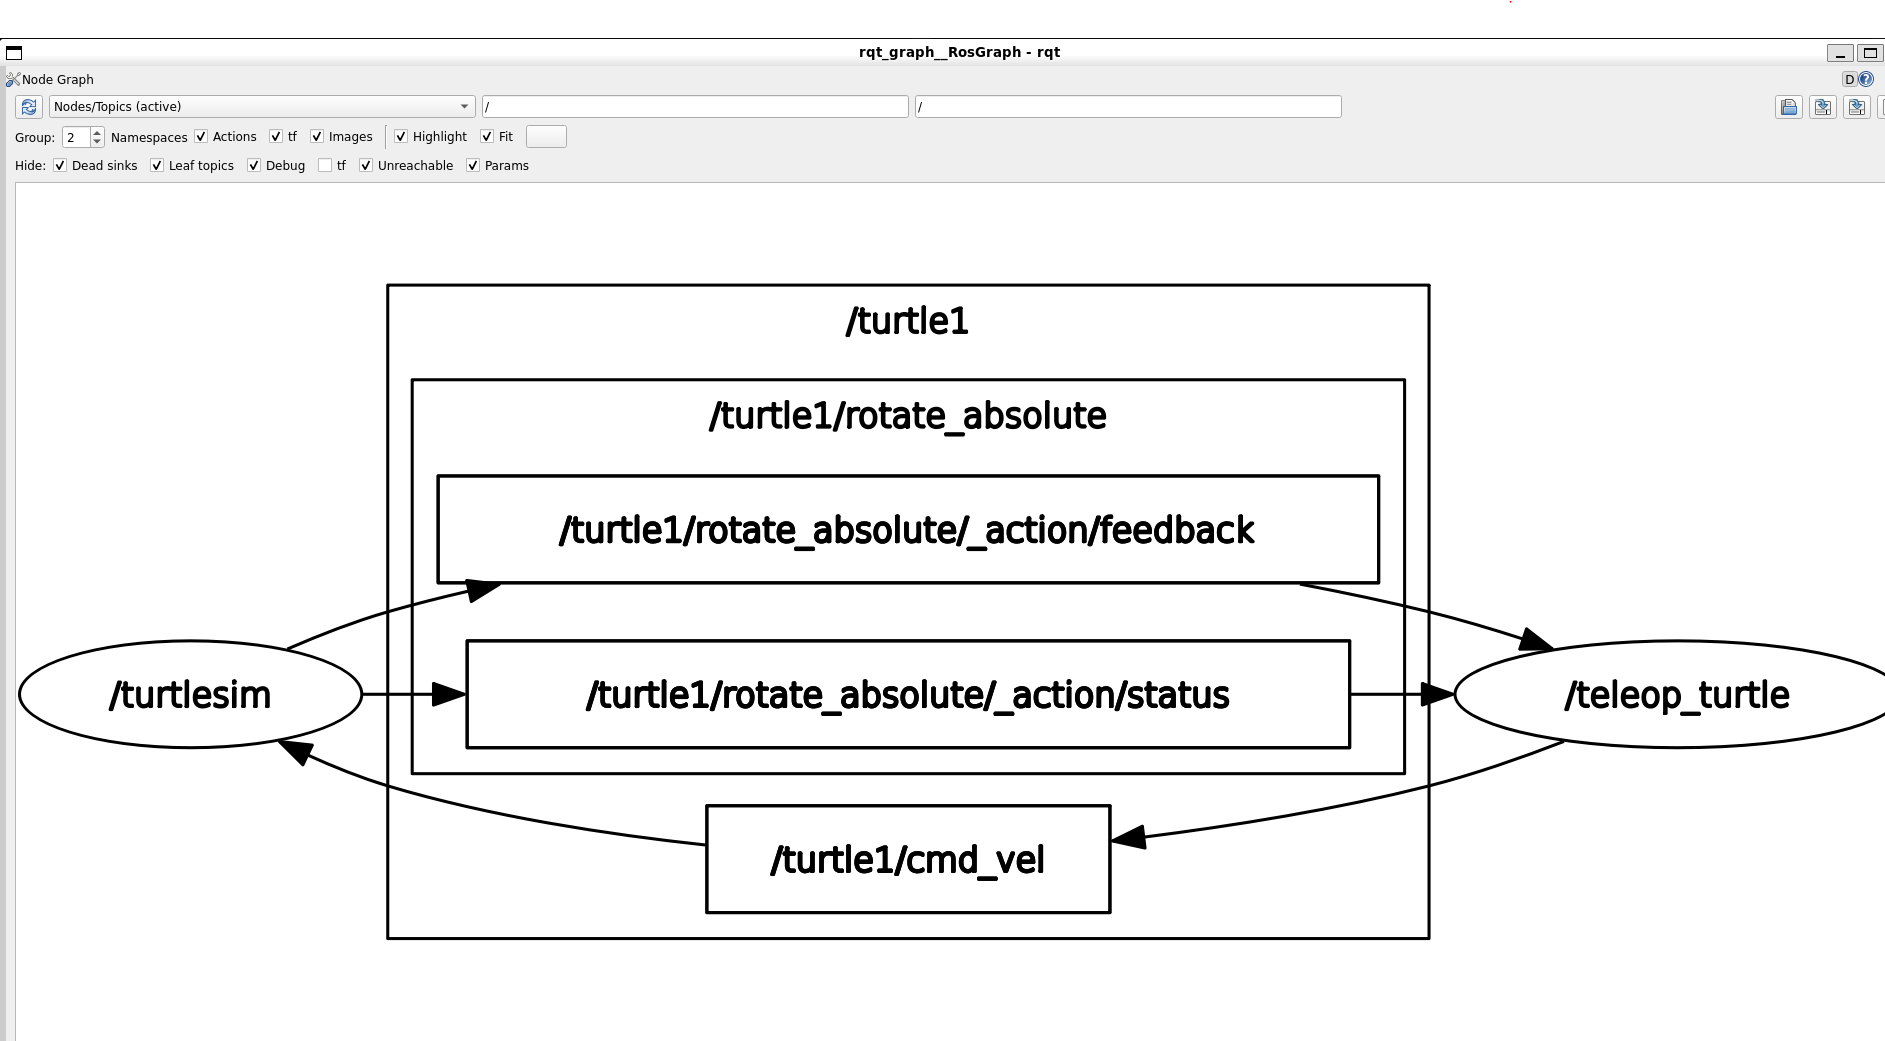 rqt_graph__RosGraph - rqt
Node Graph
D
Nodes/Topics (active) / /
Group: 2 Namespaces Actions tf Images Highlight Fit
Hide: Dead sinks Leaf topics Debug tf Unreachable Params
/turtle1
/turtle1/rotate_absolute
/turtle1/rotate_absolute/_action/feedback
/turtlesim
/turtle1/rotate_absolute/_action/status
/teleop_turtle
/turtle1/cmd_vel